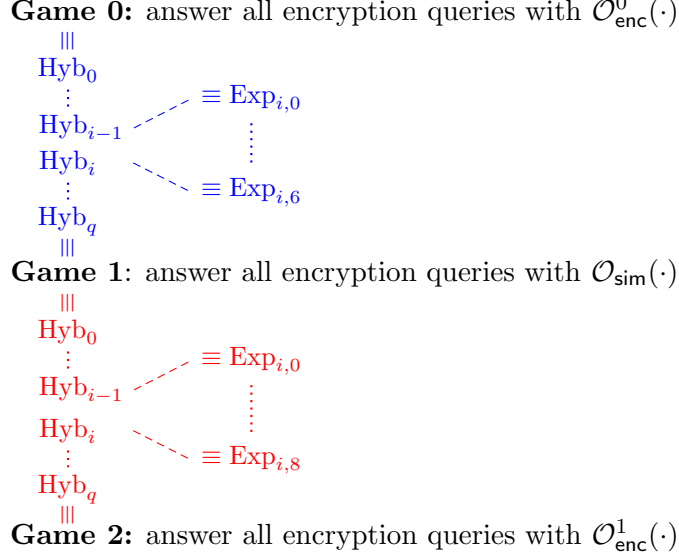 Game 0: answer all encryption queries with 𝒪⁰_enc(·)
≡
Hyb₀
⋮
≡ Exp_{i,0}
Hyb_{i−1}
Hyb_i
≡ Exp_{i,6}
⋮
Hyb_q
≡
Game 1: answer all encryption queries with 𝒪_sim(·)
≡
Hyb₀
⋮
≡ Exp_{i,0}
Hyb_{i−1}
Hyb_i
≡ Exp_{i,8}
⋮
Hyb_q
≡
Game 2: answer all encryption queries with 𝒪¹_enc(·)